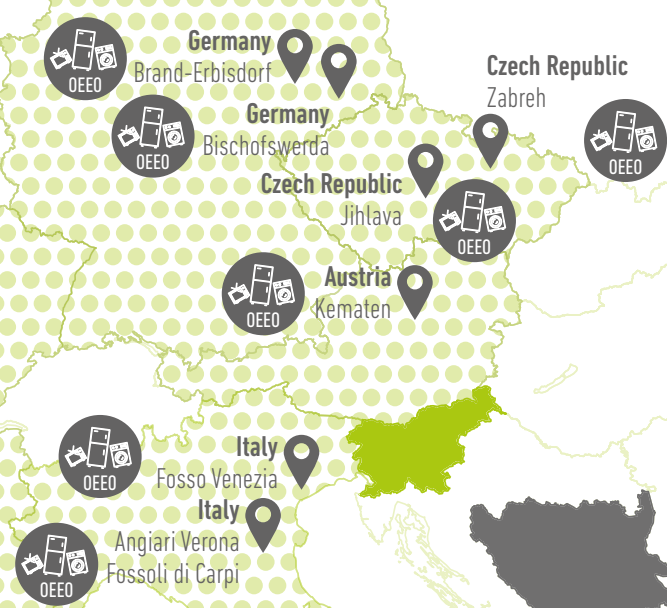 Germany
Brand-Erbisdorf
OEEO
Germany
Bischofswerda
OEEO
Czech Republic
Zabreh
OEEO
Czech Republic
Jihlava
OEEO
Austria
Kematen
OEEO
Italy
Fosso Venezia
OEEO
Italy
Angiari Verona
Fossoli di Carpi
OEEO